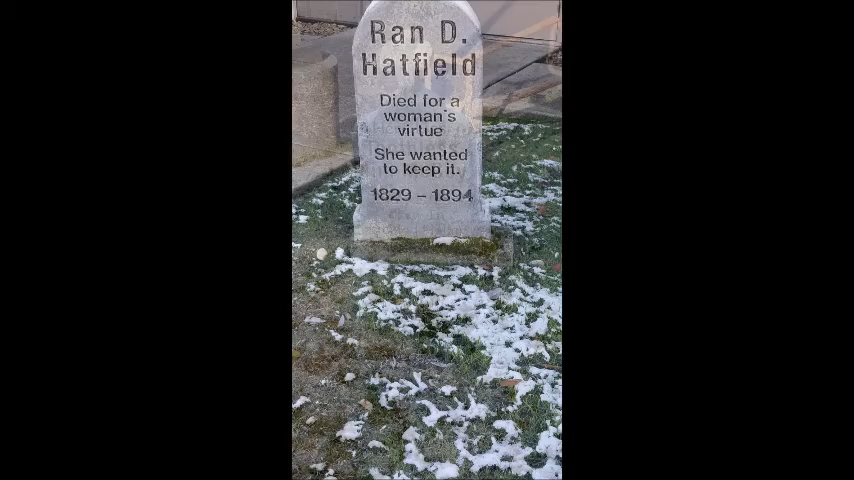 Ran D.
Hatfield
Died for a
woman's
virtue
She wanted
to keep it.
1829 – 1894